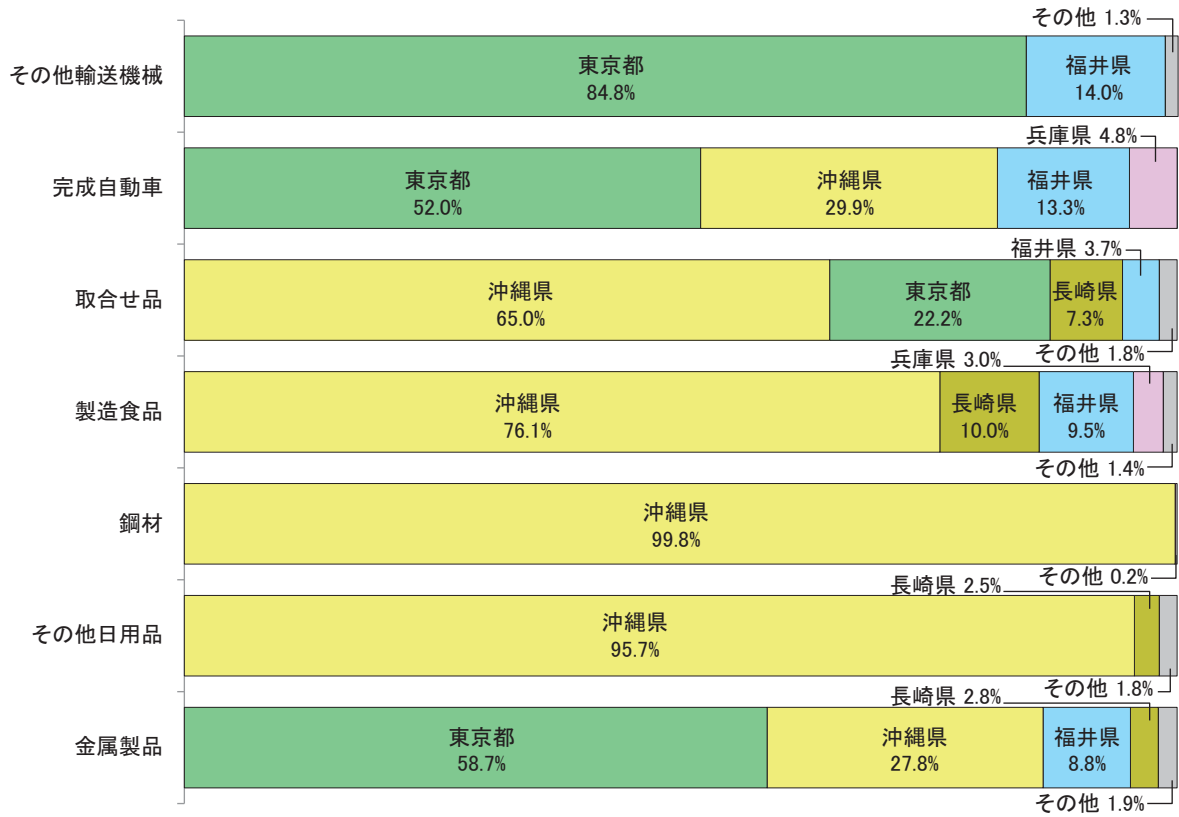 その他 1.3%
その他輸送機械
東京都
84.8%
福井県
14.0%
兵庫県 4.8%
完成自動車
東京都
52.0%
沖縄県
29.9%
福井県
13.3%
福井県 3.7%
取合せ品
沖縄県
65.0%
東京都
22.2%
長崎県
7.3%
その他 1.8%
兵庫県 3.0%
製造食品
沖縄県
76.1%
長崎県
10.0%
福井県
9.5%
その他 1.4%
鋼材
沖縄県
99.8%
その他 0.2%
長崎県 2.5%
その他日用品
沖縄県
95.7%
その他 1.8%
長崎県 2.8%
金属製品
東京都
58.7%
沖縄県
27.8%
福井県
8.8%
その他 1.9%